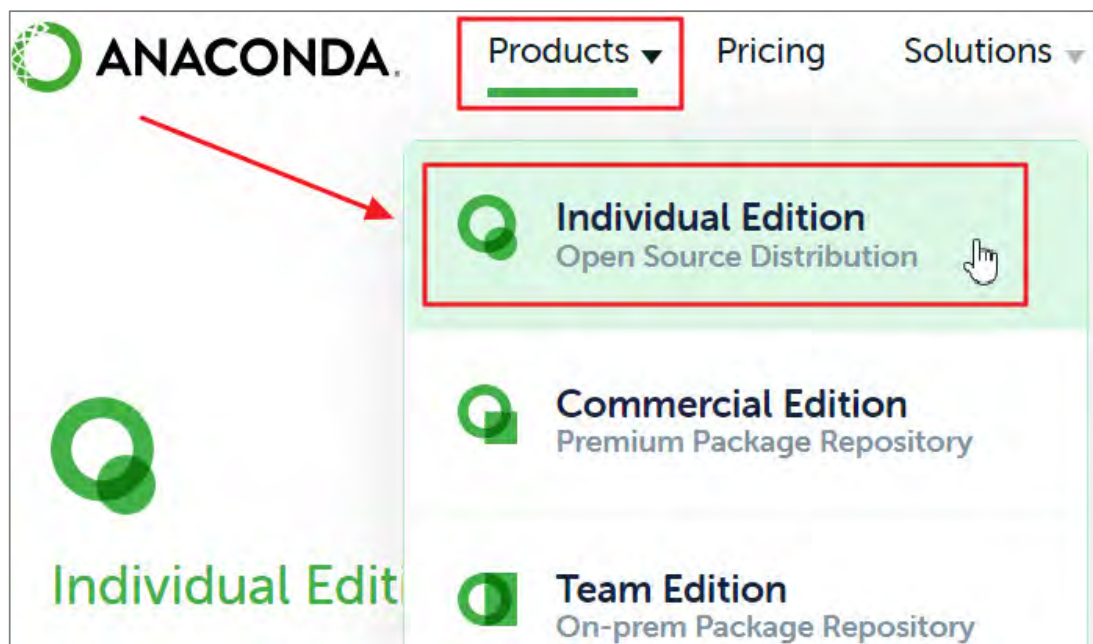 ANACONDA.
Products
Pricing
Solutions
Individual Edition
Open Source Distribution
Commercial Edition
Premium Package Repository
Individual Editi
Team Edition
On-prem Package Repository